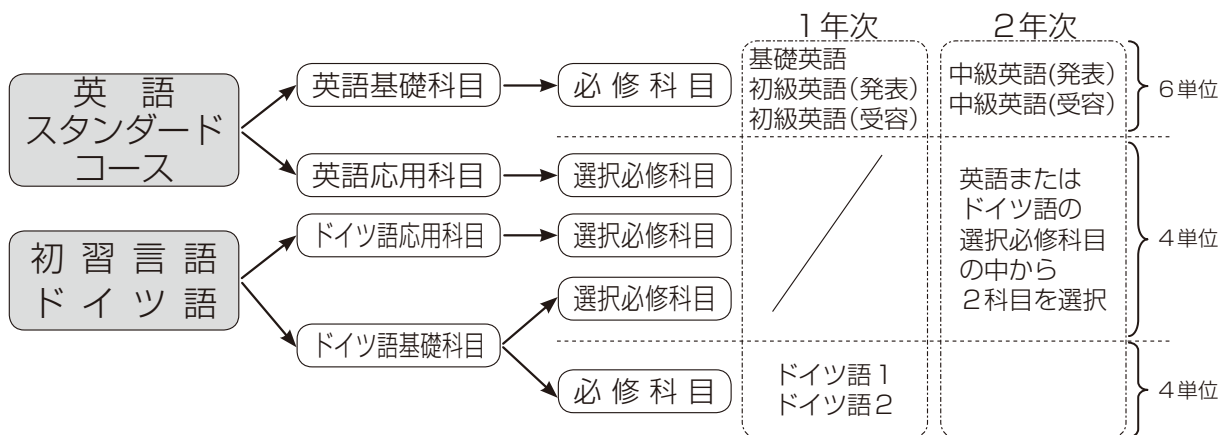 1年次
2年次
英語
スタンダード
コース
英語基礎科目
必修科目
基礎英語
初級英語(発表)
初級英語(受容)
中級英語(発表)
中級英語(受容)
6単位
英語応用科目
選択必修科目
初習言語
ドイツ語
ドイツ語応用科目
選択必修科目
選択必修科目
英語または
ドイツ語の
選択必修科目
の中から
2科目を選択
4単位
ドイツ語基礎科目
必修科目
ドイツ語1
ドイツ語2
4単位